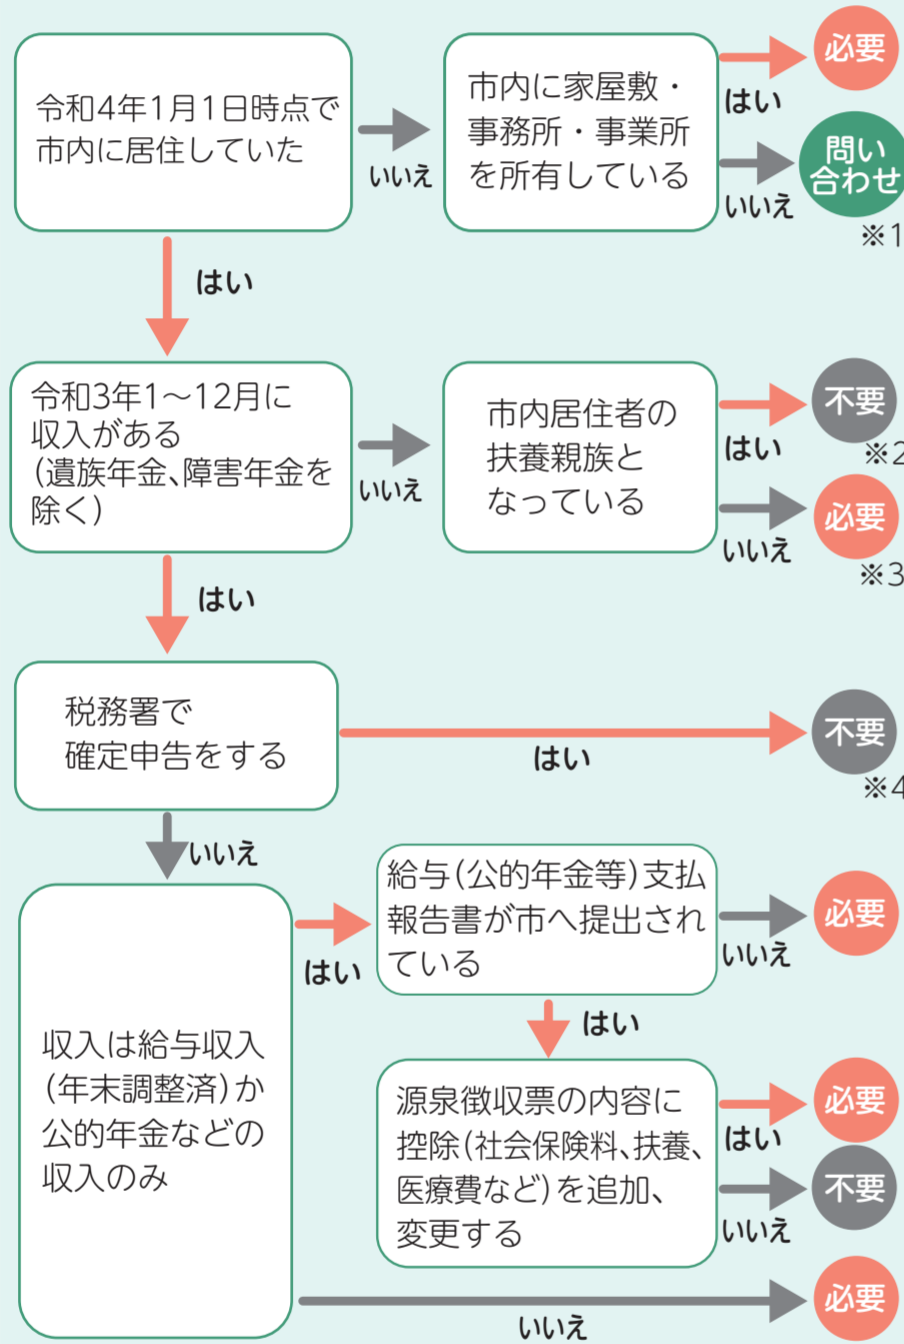 令和4年1月1日時点で
市内に居住していた
いいえ
市内に家屋敷・
事務所・事業所
を所有している
はい
必要
いいえ
問い
合わせ
※1
はい
令和3年1～12月に
収入がある
(遺族年金、障害年金を
除く)
いいえ
市内居住者の
扶養親族と
なっている
はい
不要
※2
いいえ
必要
※3
はい
税務署で
確定申告をする
はい
不要
※4
いいえ
収入は給与収入
(年末調整済)か
公的年金などの
収入のみ
はい
給与(公的年金等)支払
報告書が市へ提出され
ている
いいえ
必要
はい
源泉徴収票の内容に
控除(社会保険料、扶養、
医療費など)を追加、
変更する
はい
必要
いいえ
不要
いいえ
必要